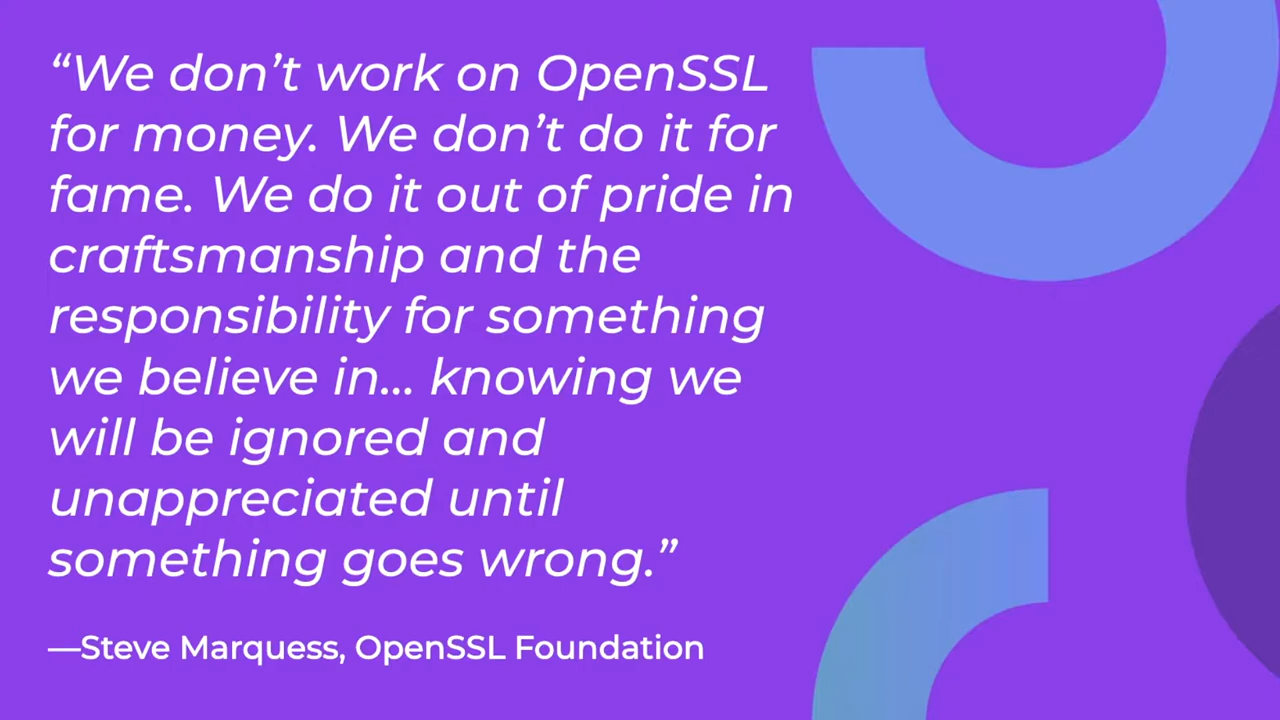 “We don’t work on OpenSSL
for money. We don’t do it for
fame. We do it out of pride in
craftsmanship and the
responsibility for something
we believe in... knowing we
will be ignored and
unappreciated until
something goes wrong.”
—Steve Marquess, OpenSSL Foundation